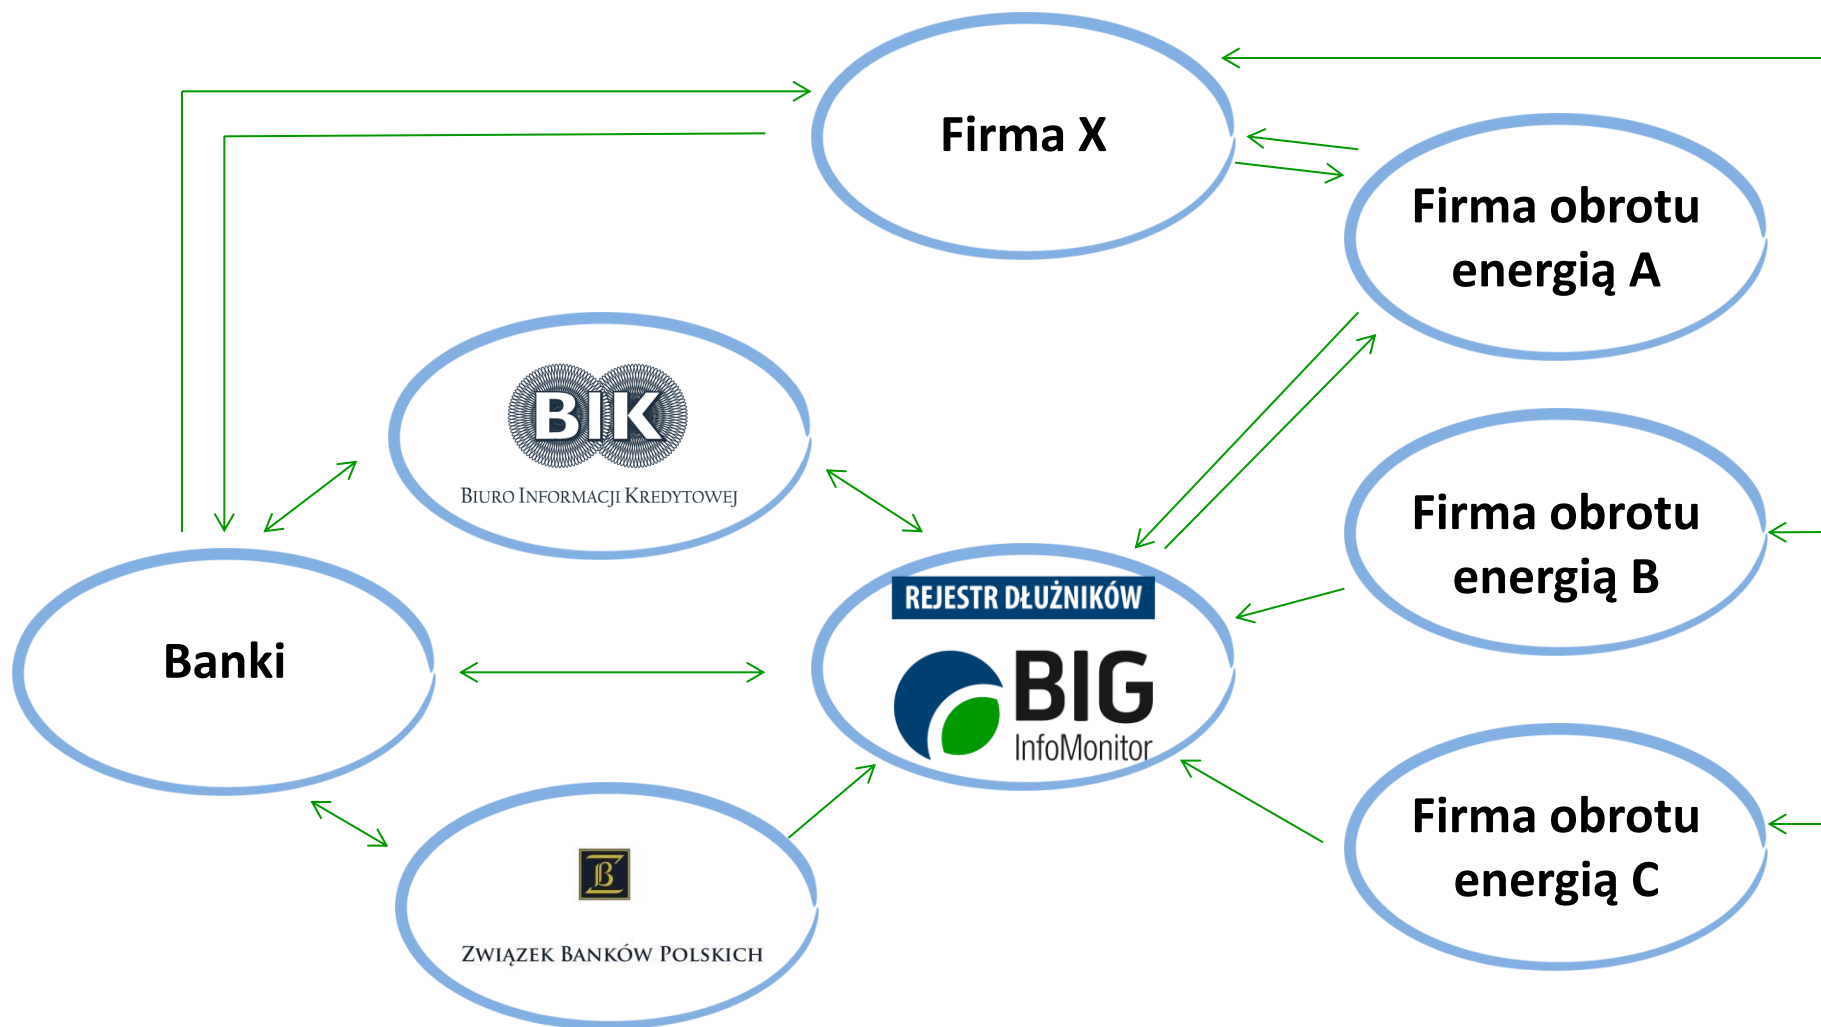 Firma X
Firma obrotu
energią A
BIK
BIURO INFORMACJI KREDYTOWEJ
Firma obrotu
energią B
REJESTR DŁUŻNIKÓW
BIG
InfoMonitor
Banki
Firma obrotu
energią C
B
ZWIĄZEK BANKÓW POLSKICH